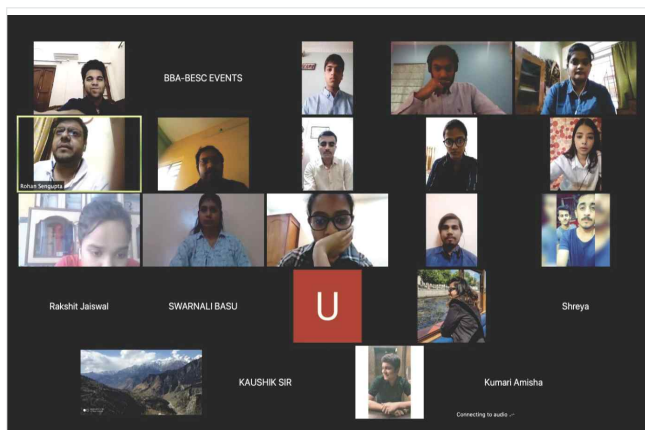 BBA-BESC EVENTS
Rohan Sengupta
Rakshit Jaiswal
SWARNALI BASU
U
Shreya
KAUSHIK SIR
Kumari Amisha
Connecting to audio